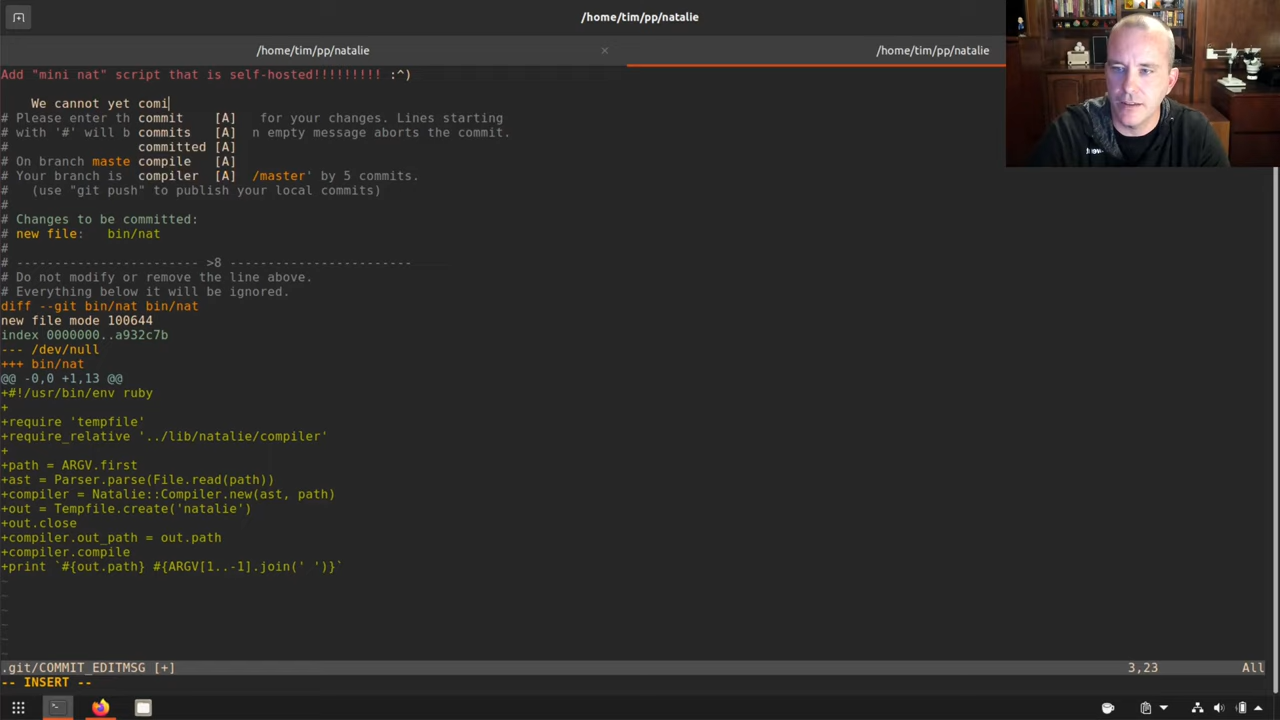 /home/tim/pp/natalie
/home/tim/pp/natalie × /home/tim/pp/natalie
Add "mini nat" script that is self-hosted!!!!!!!!! :^)
We cannot yet comi
# Please enter th commit [A] for your changes. Lines starting
# with '#' will b commits [A] n empty message aborts the commit.
# committed [A]
# On branch maste compile [A]
# Your branch is compiler [A] /master' by 5 commits.
# (use "git push" to publish your local commits)
#
# Changes to be committed:
# new file: bin/nat
#
# ------------------------ >8 ------------------------
# Do not modify or remove the line above.
# Everything below it will be ignored.
diff --git bin/nat bin/nat
new file mode 100644
index 0000000..a932c7b
--- /dev/null
+++ bin/nat
@@ -0,0 +1,13 @@
+#!/usr/bin/env ruby
+
+require 'tempfile'
+require_relative '../lib/natalie/compiler'
+
+path = ARGV.first
+ast = Parser.parse(File.read(path))
+compiler = Natalie::Compiler.new(ast, path)
+out = Tempfile.create('natalie')
+out.close
+compiler.out_path = out.path
+compiler.compile
+print `#{out.path} #{ARGV[1..-1].join(' ')}`
~
~
~
~
~
~
.git/COMMIT_EDITMSG [+] 3,23 All
-- INSERT --